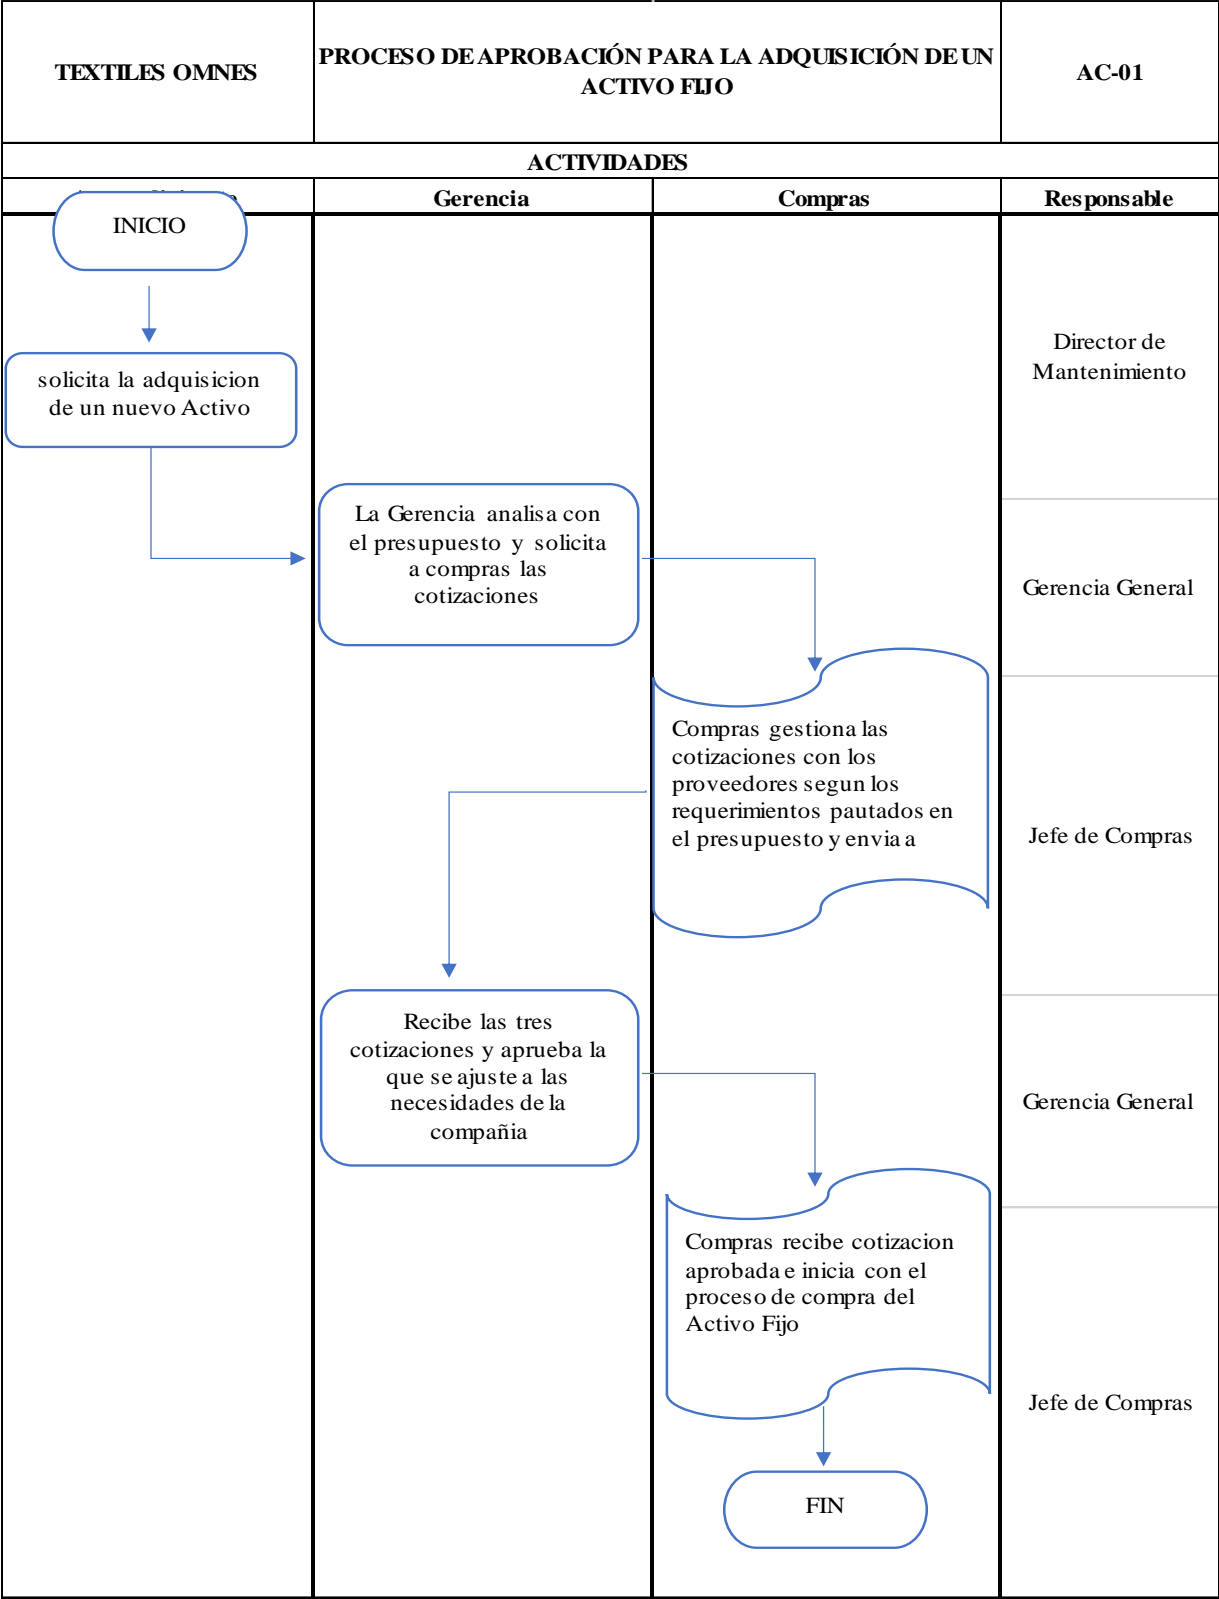 TEXTILES OMNES
PROCESO DE APROBACIÓN PARA LA ADQUISICIÓN DE UN
ACTIVO FIJO
AC-01
ACTIVIDADES
Gerencia
Compras
Responsable
INICIO
Director de
Mantenimiento
solicita la adquisicion
de un nuevo Activo
La Gerencia analisa con
el presupuesto y solicita
a compras las
cotizaciones
Gerencia General
Compras gestiona las
cotizaciones con los
proveedores segun los
requerimientos pautados en
el presupuesto y envia a
Jefe de Compras
Recibe las tres
cotizaciones y aprueba la
que se ajuste a las
necesidades de la
compañia
Gerencia General
Compras recibe cotizacion
aprobada e inicia con el
proceso de compra del
Activo Fijo
Jefe de Compras
FIN